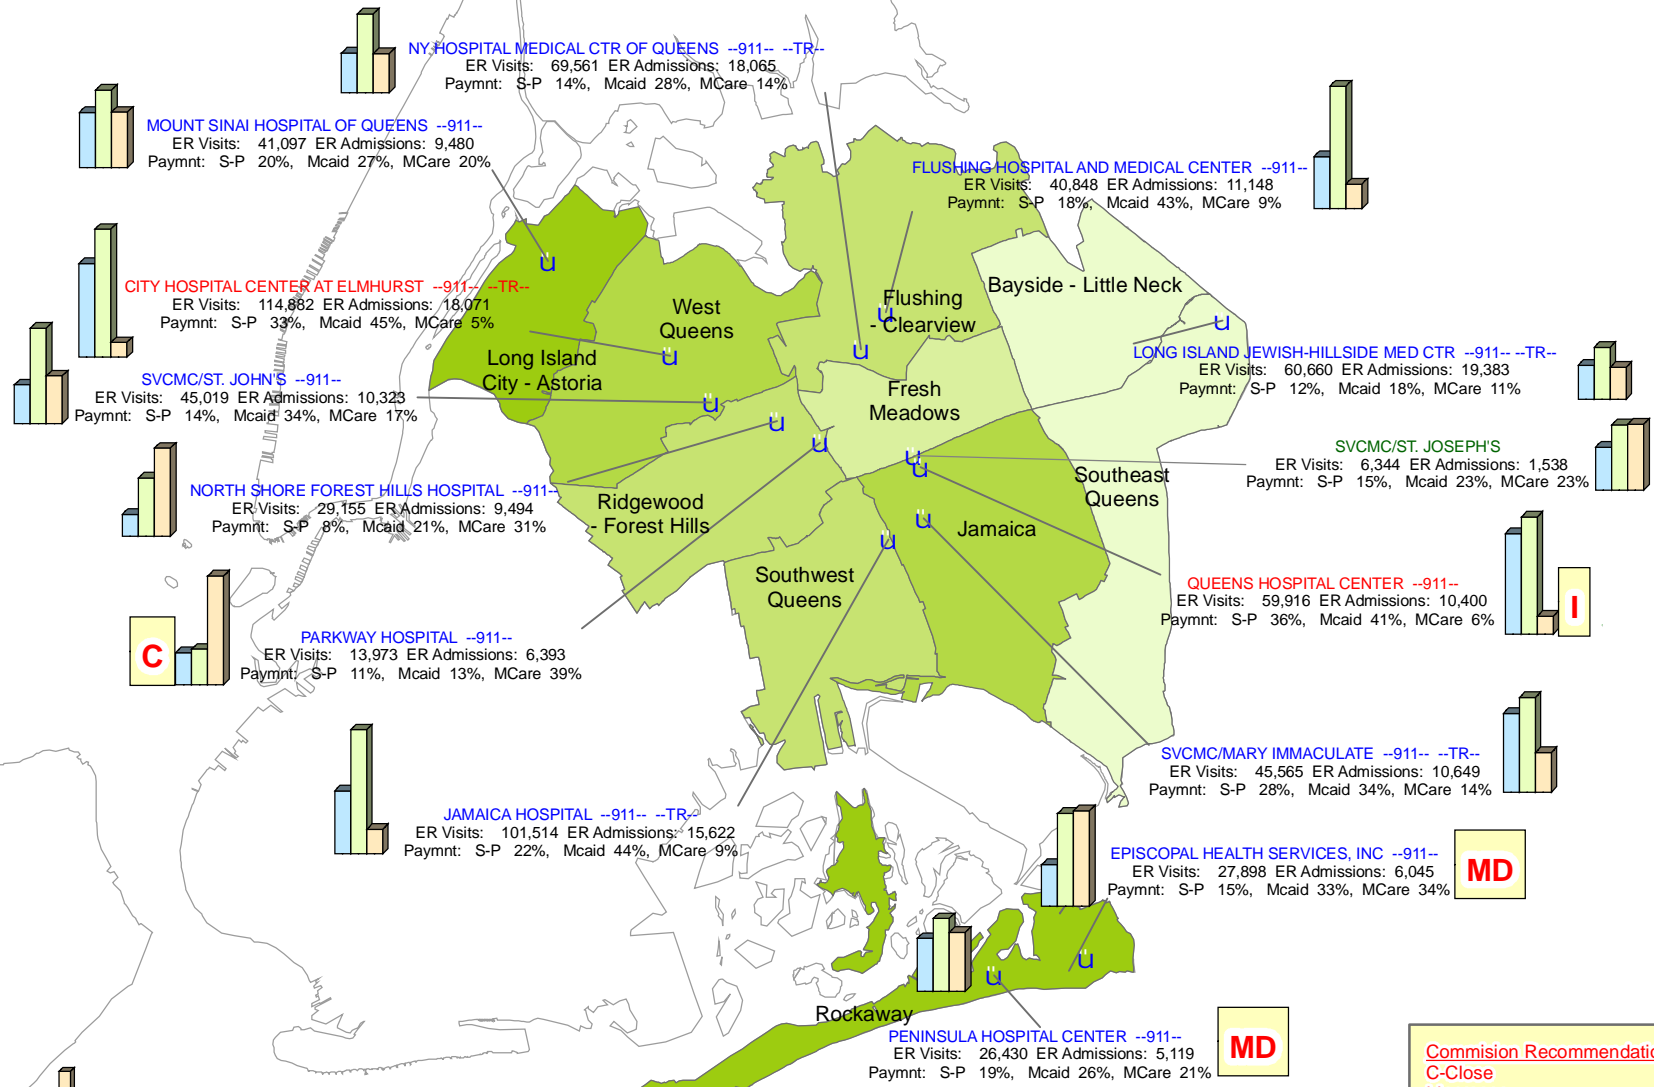 NY HOSPITAL MEDICAL CTR OF QUEENS --911-- --TR--
ER Visits: 69,561 ER Admissions: 18,065
Paymnt: S-P 14%, Mcaid 28%, MCare 14%
MOUNT SINAI HOSPITAL OF QUEENS --911--
ER Visits: 41,097 ER Admissions: 9,480
Paymnt: S-P 20%, Mcaid 27%, MCare 20%
FLUSHING HOSPITAL AND MEDICAL CENTER --911--
ER Visits: 40,848 ER Admissions: 11,148
Paymnt: S-P 18%, Mcaid 43%, MCare 9%
CITY HOSPITAL CENTER AT ELMHURST --911-- --TR--
ER Visits: 114,882 ER Admissions: 18,071
Paymnt: S-P 33%, Mcaid 45%, MCare 5%
West
Queens
Flushing
- Clearview
Bayside - Little Neck
Long Island
City - Astoria
LONG ISLAND JEWISH-HILLSIDE MED CTR --911-- --TR--
ER Visits: 60,660 ER Admissions: 19,383
Paymnt: S-P 12%, Mcaid 18%, MCare 11%
SVCMC/ST. JOHN'S --911--
ER Visits: 45,019 ER Admissions: 10,323
Paymnt: S-P 14%, Mcaid 34%, MCare 17%
Fresh
Meadows
SVCMC/ST. JOSEPH'S
ER Visits: 6,344 ER Admissions: 1,538
Paymnt: S-P 15%, Mcaid 23%, MCare 23%
NORTH SHORE FOREST HILLS HOSPITAL --911--
ER Visits: 29,155 ER Admissions: 9,494
Paymnt: S-P 8%, Mcaid 21%, MCare 31%
Ridgewood
- Forest Hills
Southeast
Queens
Jamaica
Southwest
Queens
QUEENS HOSPITAL CENTER --911--
ER Visits: 59,916 ER Admissions: 10,400
Paymnt: S-P 36%, Mcaid 41%, MCare 6%
I
C
PARKWAY HOSPITAL --911--
ER Visits: 13,973 ER Admissions: 6,393
Paymnt: S-P 11%, Mcaid 13%, MCare 39%
SVCMC/MARY IMMACULATE --911-- --TR--
ER Visits: 45,565 ER Admissions: 10,649
Paymnt: S-P 28%, Mcaid 34%, MCare 14%
JAMAICA HOSPITAL --911-- --TR--
ER Visits: 101,514 ER Admissions: 15,622
Paymnt: S-P 22%, Mcaid 44%, MCare 9%
EPISCOPAL HEALTH SERVICES, INC --911--
ER Visits: 27,898 ER Admissions: 6,045
Paymnt: S-P 15%, Mcaid 33%, MCare 34%
MD
Rockaway
PENINSULA HOSPITAL CENTER --911--
ER Visits: 26,430 ER Admissions: 5,119
Paymnt: S-P 19%, Mcaid 26%, MCare 21%
MD
Commision Recommendatio
C-Close